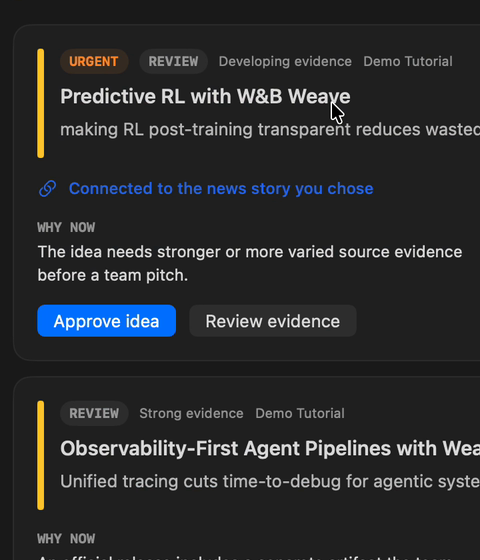 URGENT REVIEW Developing evidence Demo Tutorial
Predictive RL with W&B Weave
making RL post-training transparent reduces wasted
Connected to the news story you chose
WHY NOW
The idea needs stronger or more varied source evidence
before a team pitch.
Approve idea Review evidence
REVIEW Strong evidence Demo Tutorial
Observability-First Agent Pipelines with Wea
Unified tracing cuts time-to-debug for agentic syste
WHY NOW